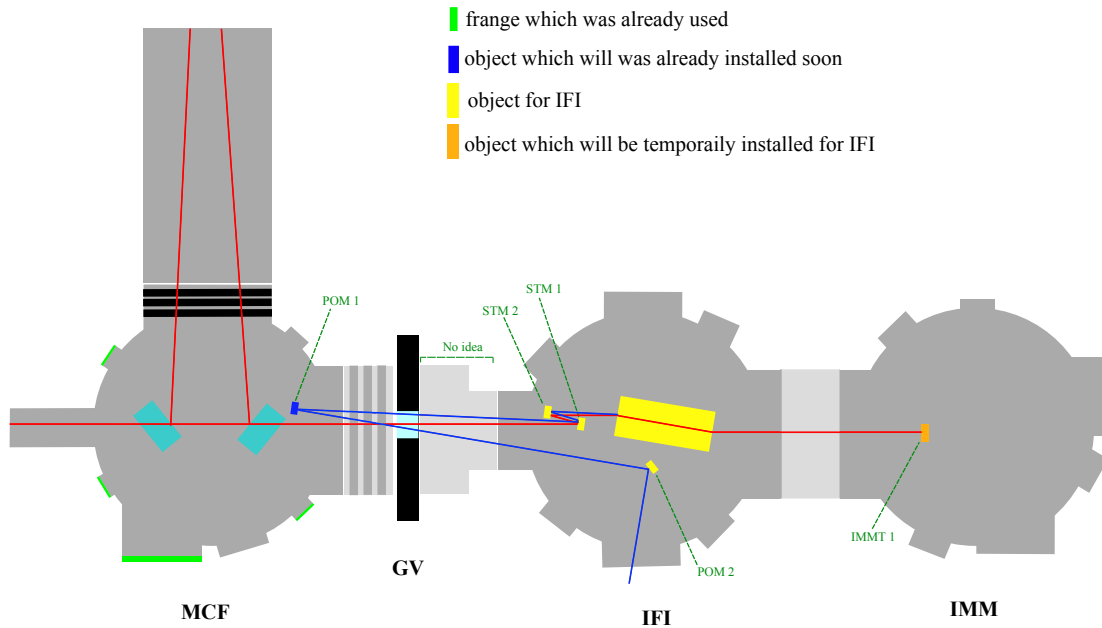 frange which was already used
object which will was already installed soon
object for IFI
object which will be temporaily installed for IFI
POM 1
STM 1
STM 2
No idea
IMMT 1
POM 2
GV
MCF
IFI
IMM